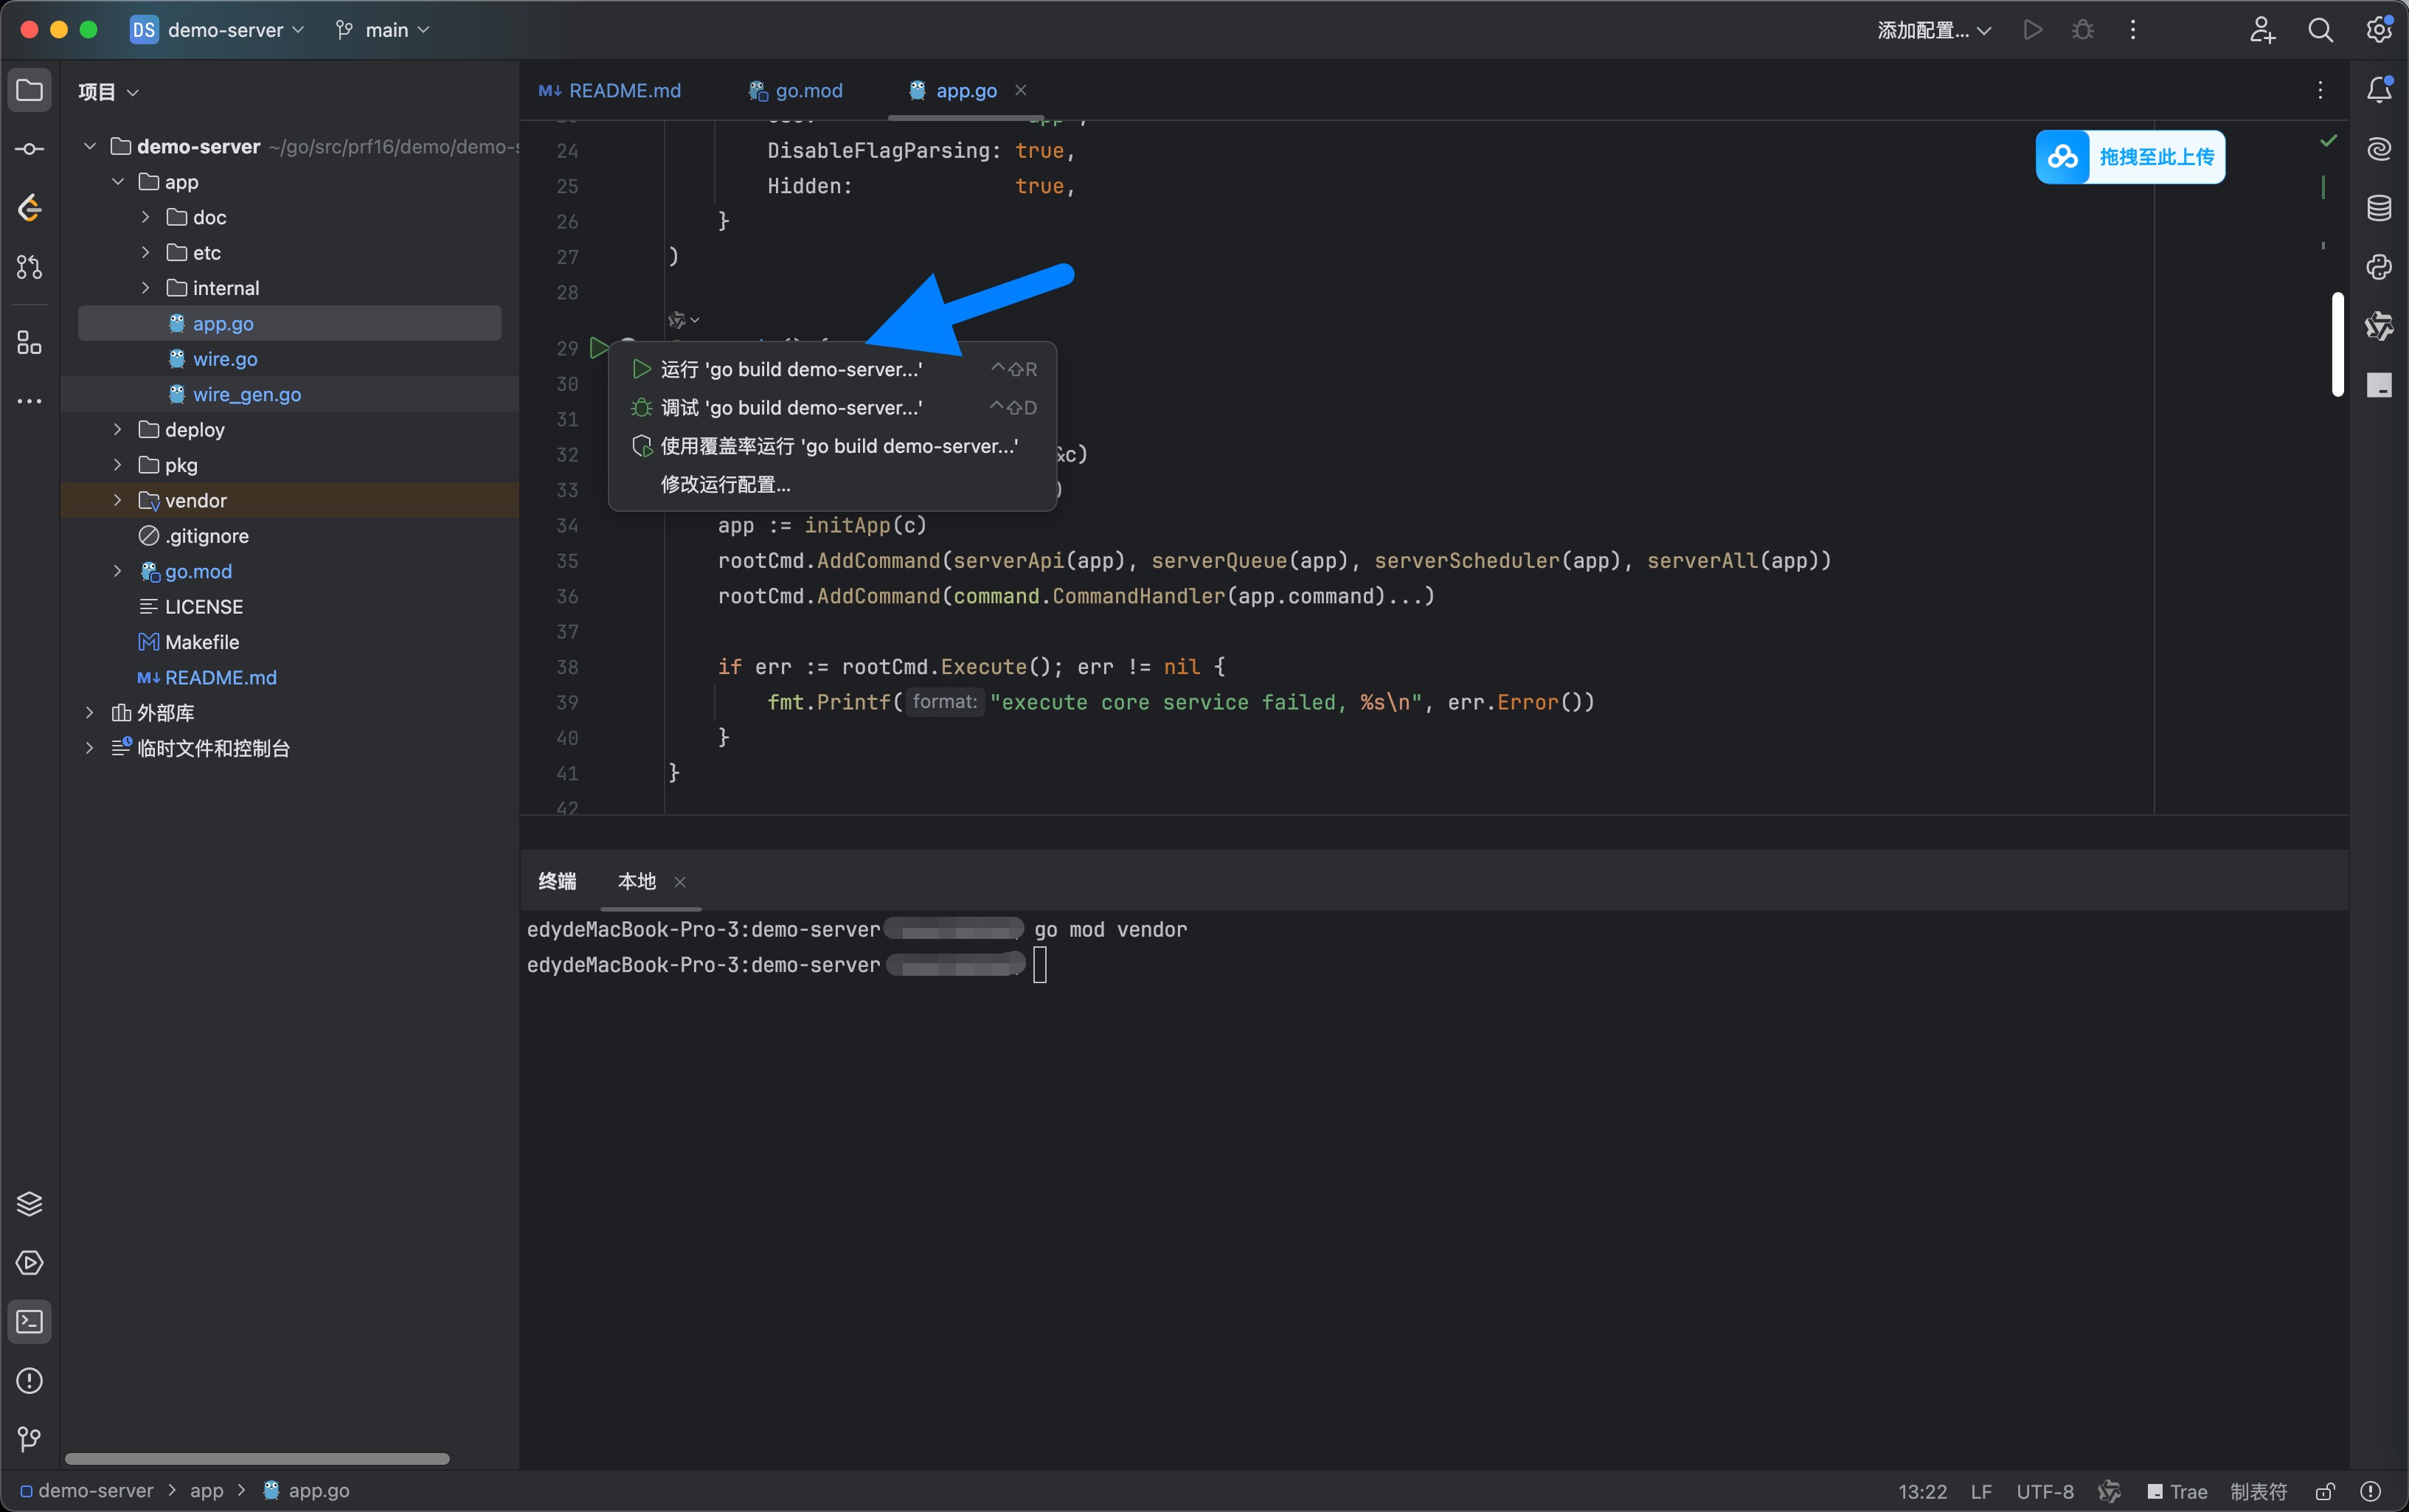 DS demo-server main 添加配置...
项目
README.md go.mod app.go
demo-server ~/go/src/prf16/demo/demo-s
app
doc
etc
internal
app.go
wire.go
wire_gen.go
deploy
pkg
vendor
.gitignore
go.mod
LICENSE
Makefile
README.md
外部库
临时文件和控制台
24 DisableFlagParsing: true,
25 Hidden: true,
26 }
27 )
28
29
30
31
32 &c)
33 )
34 app := initApp(c)
35 rootCmd.AddCommand(serverApi(app), serverQueue(app), serverScheduler(app), serverAll(app))
36 rootCmd.AddCommand(command.CommandHandler(app.command)...)
37
38 if err := rootCmd.Execute(); err != nil {
39 fmt.Printf( format: "execute core service failed, %s\n", err.Error())
40 }
41 }
42
拖拽至此上传
运行 'go build demo-server...' ^⇧R
调试 'go build demo-server...' ^⇧D
使用覆盖率运行 'go build demo-server...'
修改运行配置...
终端 本地
edydeMacBook-Pro-3:demo-server go mod vendor
edydeMacBook-Pro-3:demo-server
demo-server > app > app.go
13:22 LF UTF-8 Trae 制表符